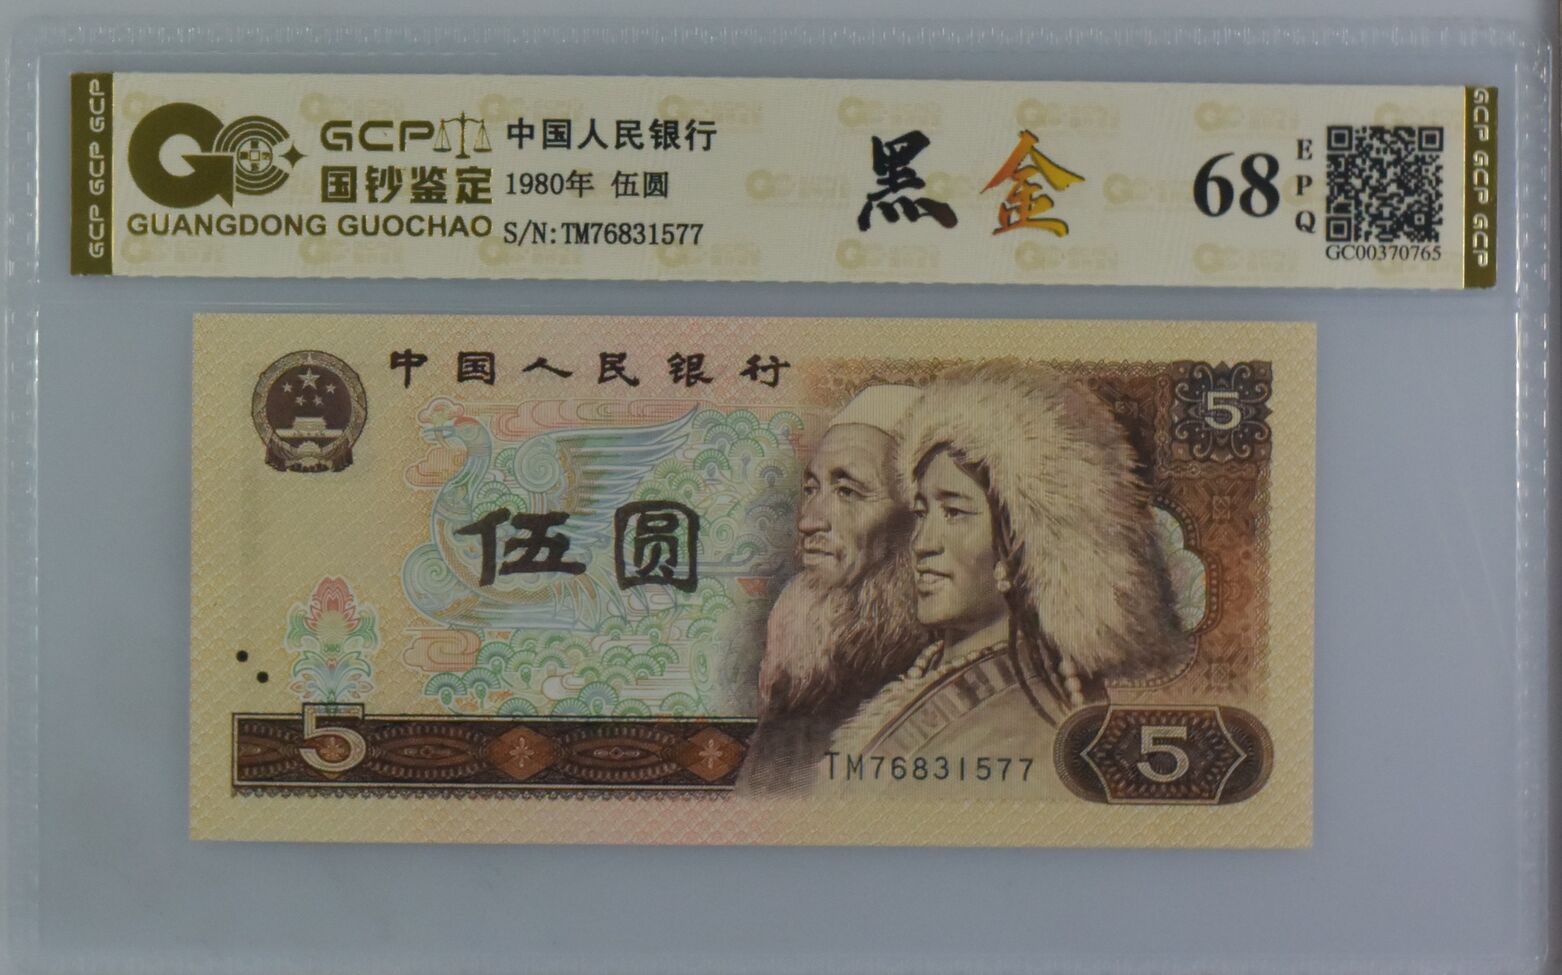 GCP GCP GCP
GCP
国钞鉴定
GUANGDONG GUOCHAO
中国人民银行
1980年 伍圆
S/N:TM76831577
黑金
68
EPQ
GC00370765
GCP GCP GCP
中国人民银行
5
伍圆
5
TM76831577
5